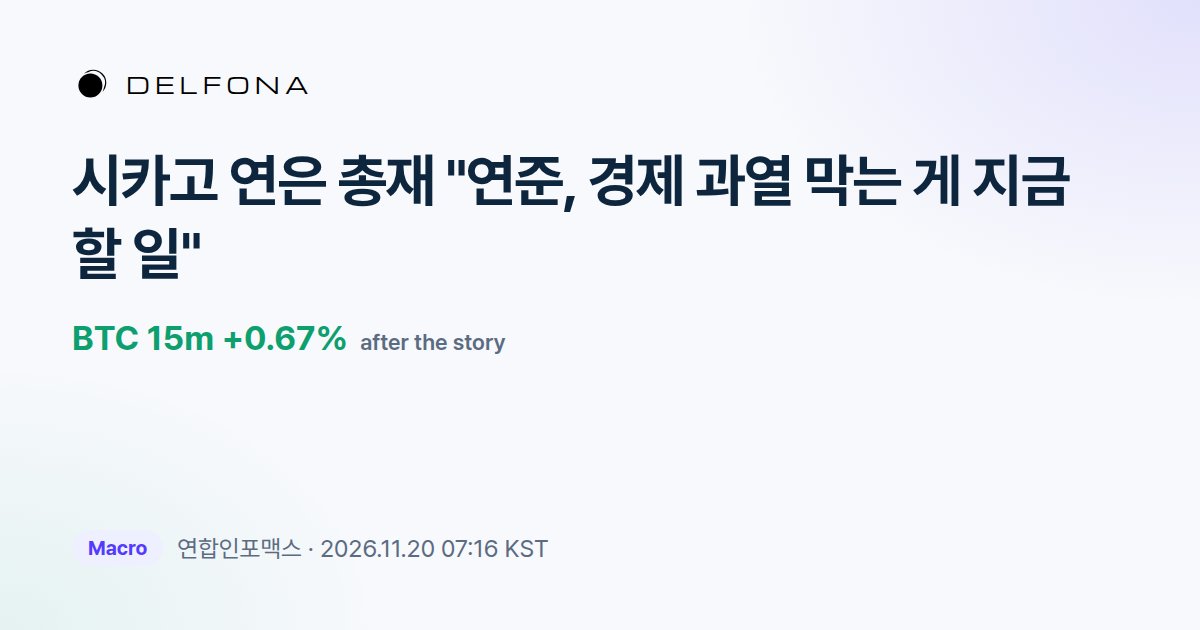 DELFONA
시카고 연은 총재 "연준, 경제 과열 막는 게 지금
할 일"
BTC 15m +0.67% after the story
Macro 연합인포맥스 · 2026.11.20 07:16 KST